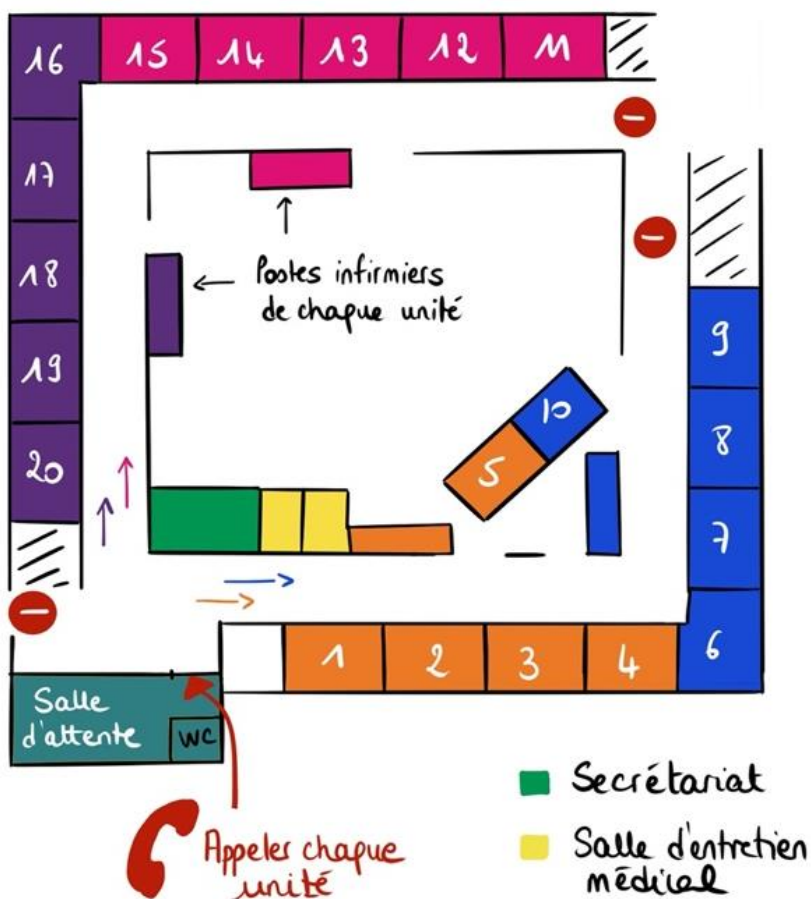 16
15
14
13
12
11
17
18
19
20
Postes infirmiers
de chaque unité
9
8
7
6
10
5
1
2
3
4
Salle
d'attente
WC
Appeler chaque
unité
Secrétariat
Salle d'entretien
médical